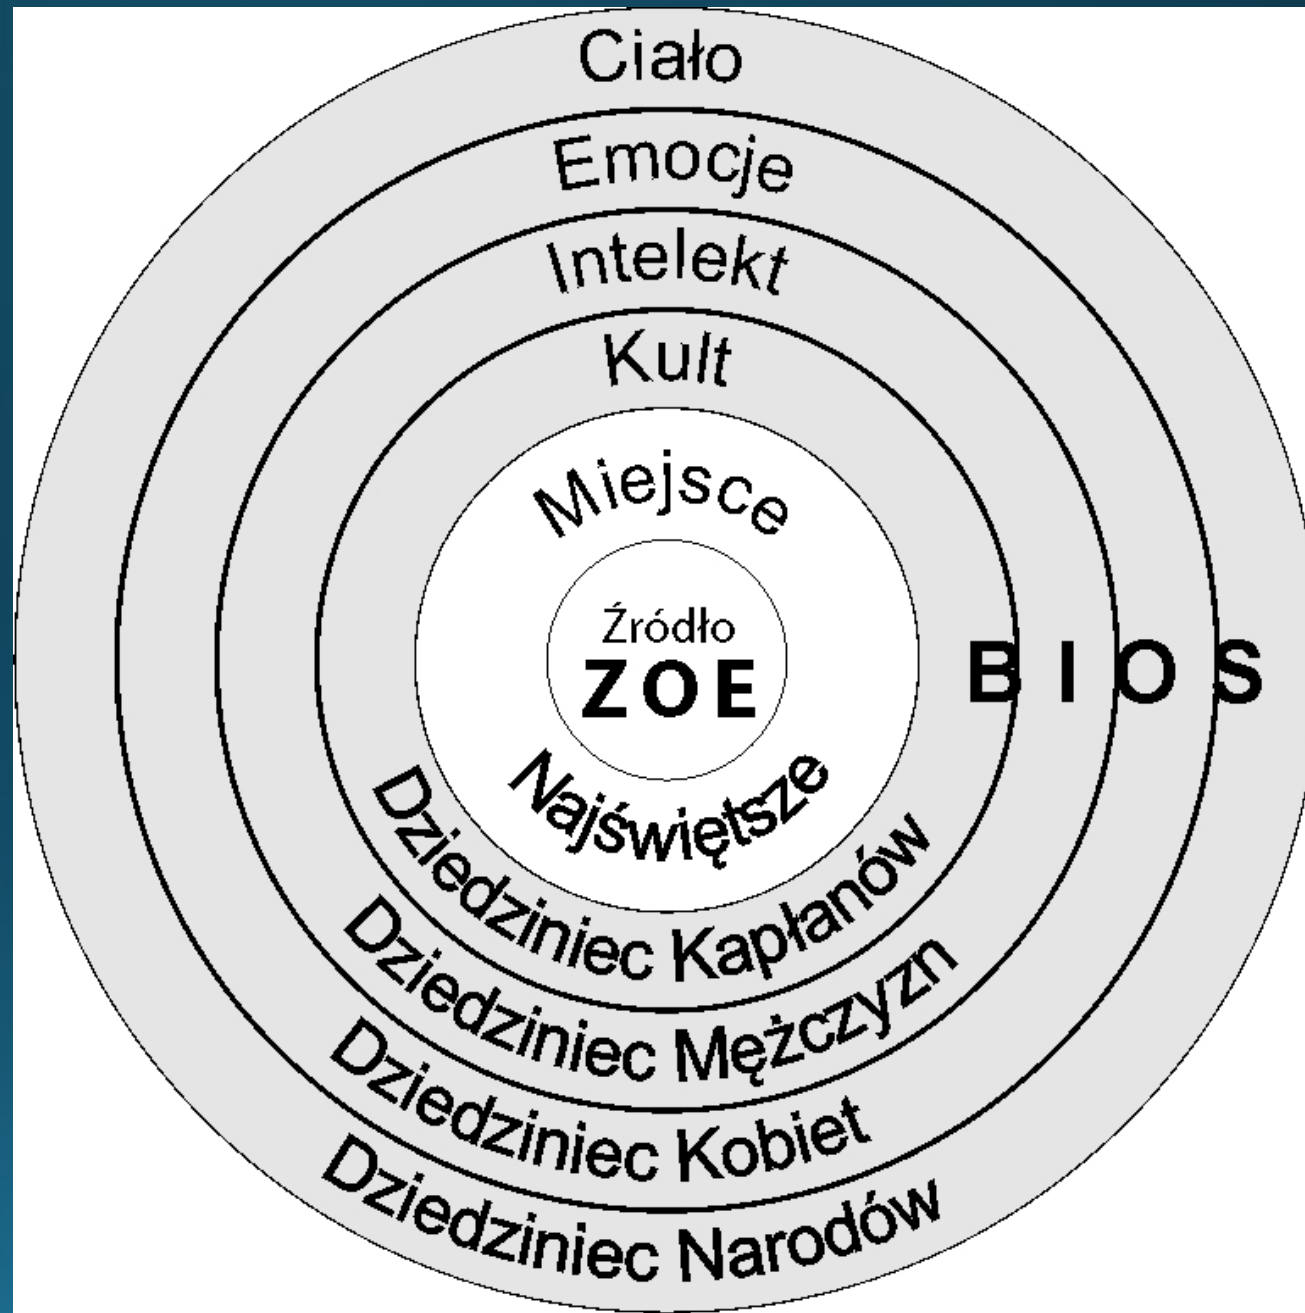 Ciało
Emocje
Intelekt
Kult
Miejsce
Źródło
ZOE
BIOS
Najświętsze
Dziedziniec Kapłanów
Dziedziniec Mężczyzn
Dziedziniec Kobiet
Dziedziniec Narodów